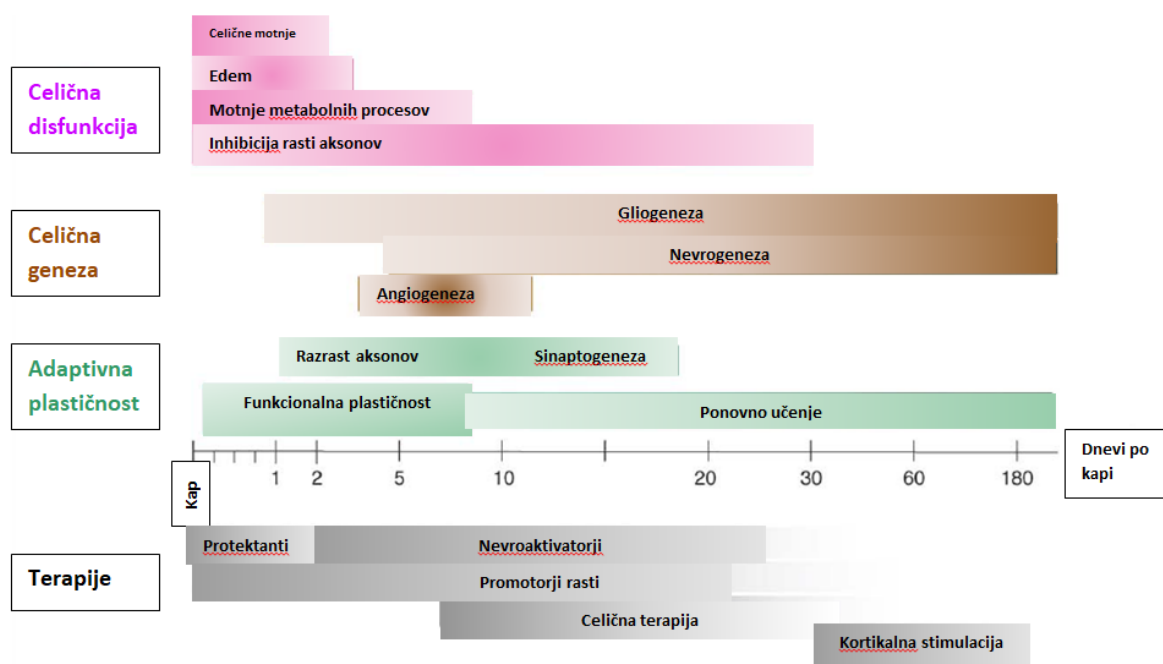 Celična
disfunkcija
Celične motnje
Edem
Motnje metabolnih procesov
Inhibicija rasti aksonov
Celična
geneza
Gliogeneza
Nevrogeneza
Angiogeneza
Adaptivna
plastičnost
Razrast aksonov
Sinaptogeneza
Funkcionalna plastičnost
Ponovno učenje
Kap
1 2 5 10 20 30 60 180
Dnevi po
kapi
Terapije
Protektanti
Nevroaktivatorji
Promotorji rasti
Celična terapija
Kortikalna stimulacija